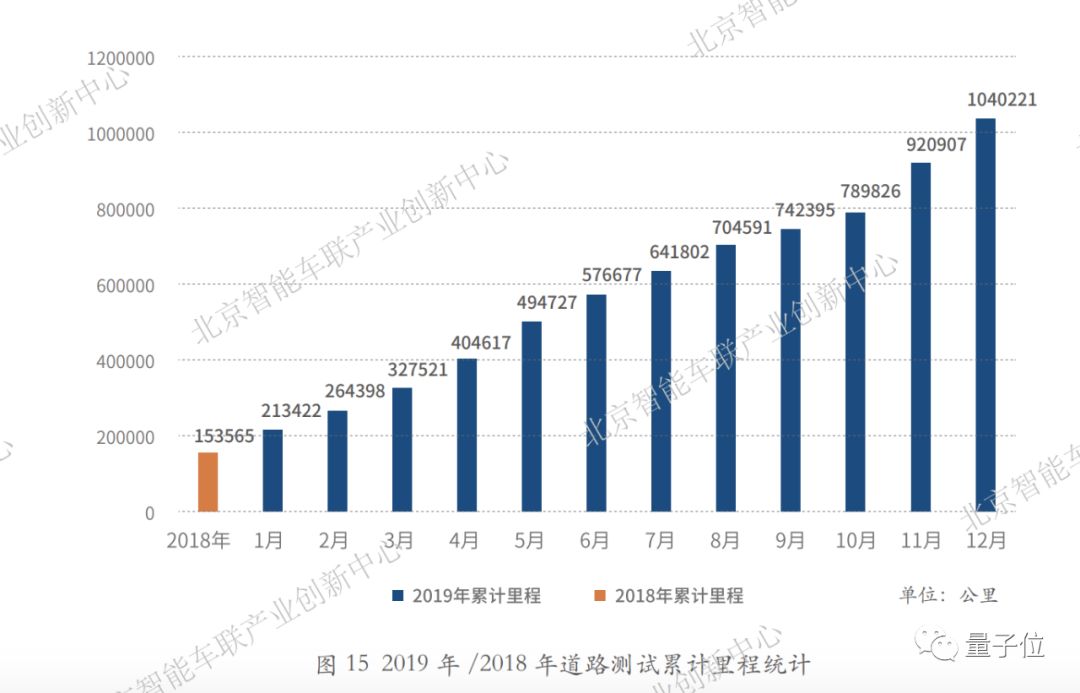 北京智能车联产业创新中心
1200000
1000000
800000
600000
400000
200000
0
153565
213422
264398
327521
404617
494727
576677
641802
704591
742395
789826
920907
1040221
2018年 1月 2月 3月 4月 5月 6月 7月 8月 9月 10月 11月 12月
2019年累计里程 2018年累计里程 单位：公里
图 15 2019 年 /2018 年道路测试累计里程统计
量子位
北京智能车联产业创新中心
北京智能车联产业创新中心
业创新中心
北京智能车联
北京智能车
业创新中心